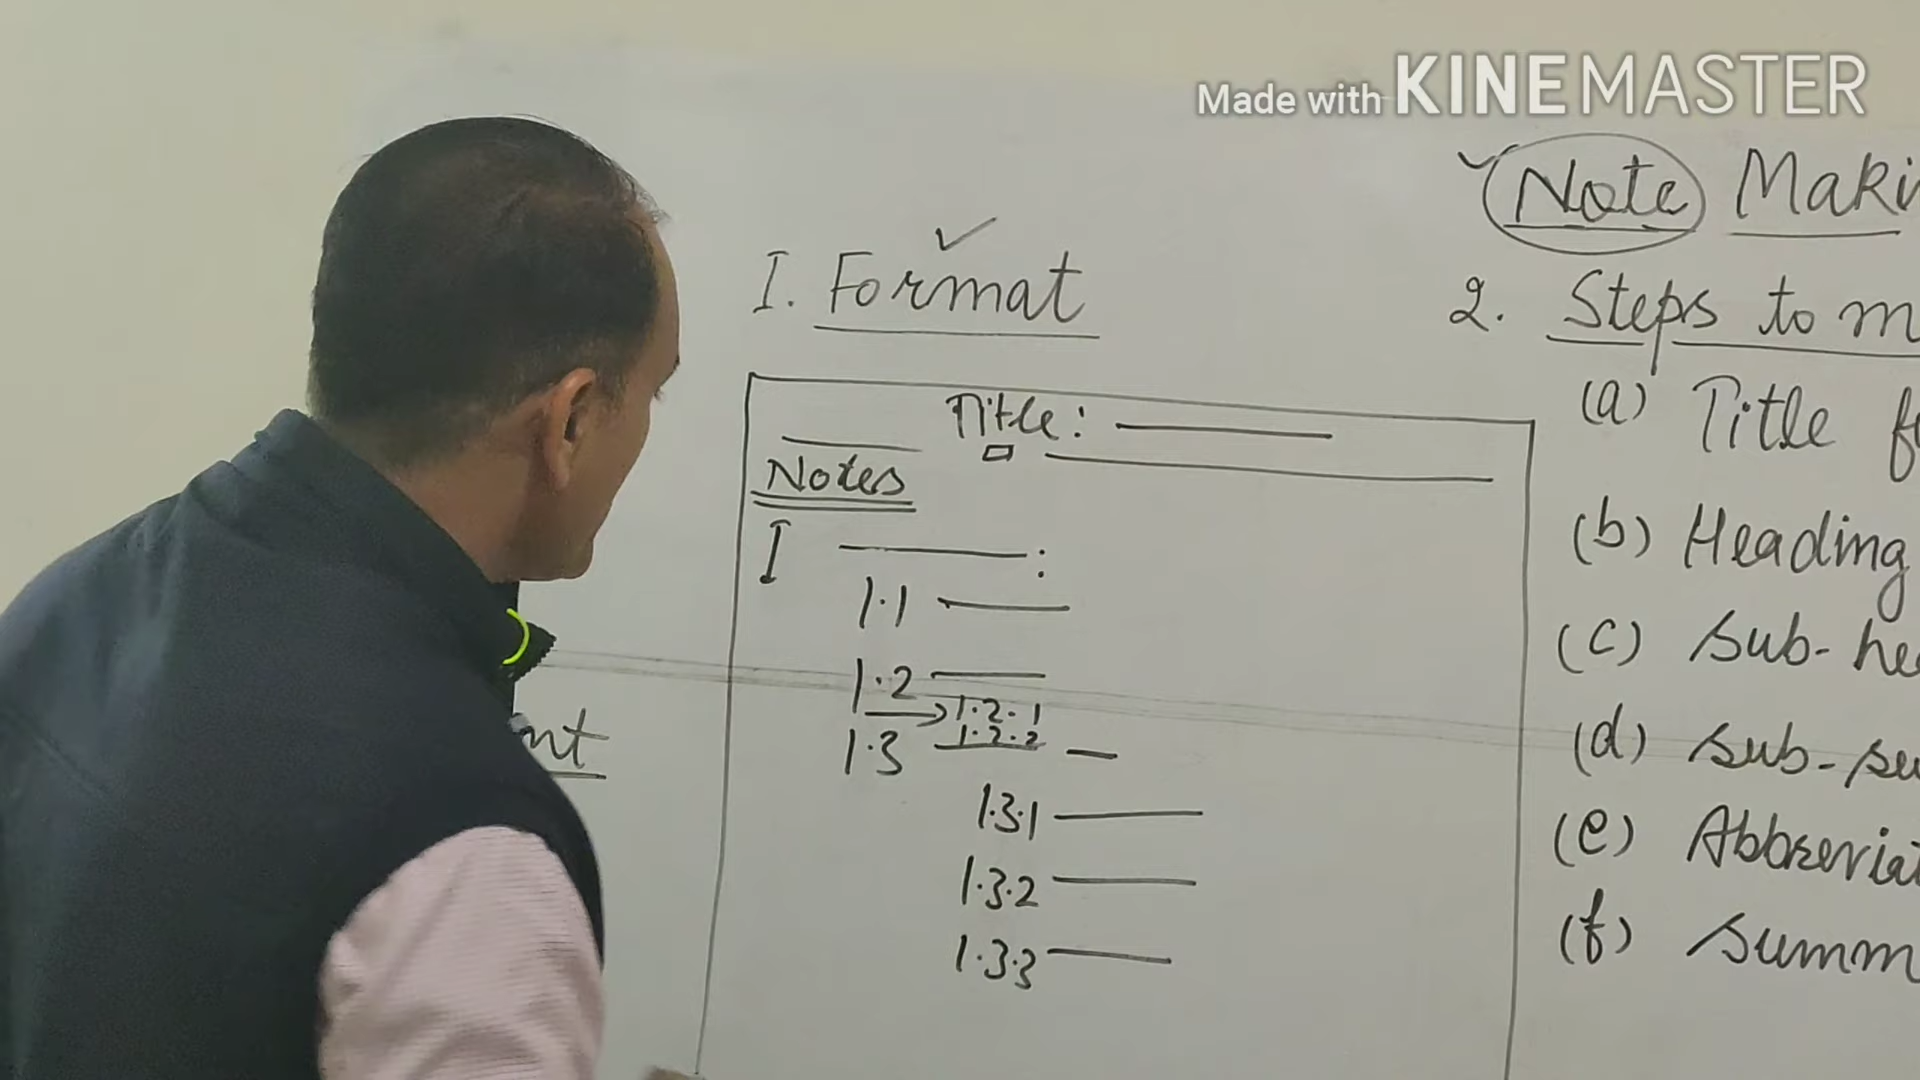 Made with KINEMASTER
Note Maki
I. Format
Title:
Notes
I :
1.1
1.2
1.2.1
1.2.2
1.3
1.3.1
1.3.2
1.3.3
nt
2. Steps to m
(a) Title f
(b) Heading
(c) Sub-he
(d) Sub-su
(e) Abbreviat
(f) Summ